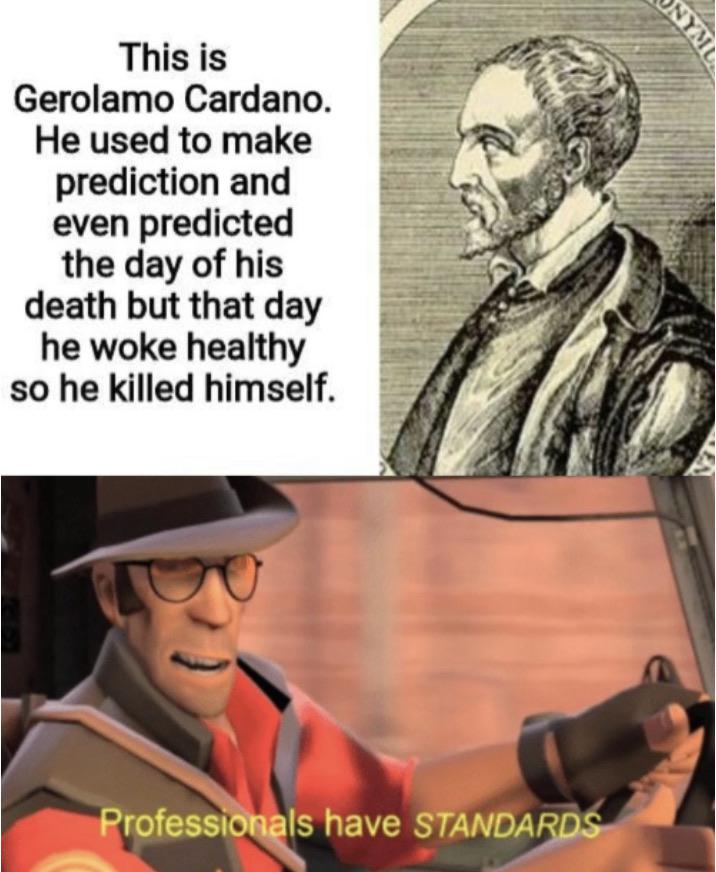 This is
Gerolamo Cardano.
He used to make
prediction and
even predicted
the day of his
death but that day
he woke healthy
so he killed himself.
Professionals have STANDARDS